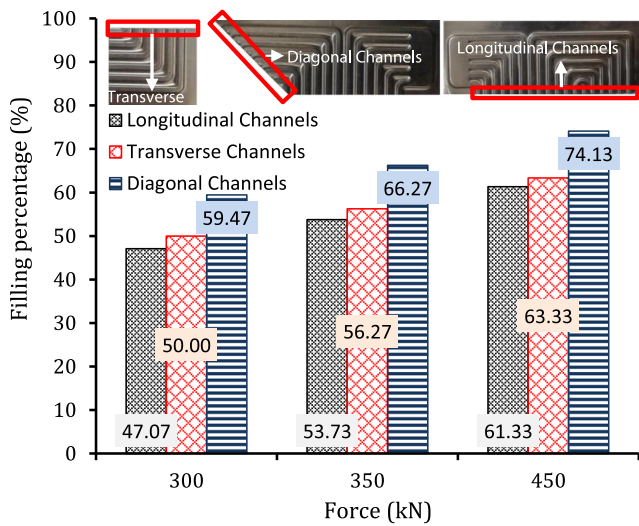 100
90
80
70
60
50
40
30
20
10
0
Filling percentage (%)
Transverse
Diagonal Channels
Longitudinal Channels
Longitudinal Channels
Transverse Channels
Diagonal Channels
59.47
66.27
74.13
50.00
56.27
63.33
47.07
53.73
61.33
300
350
450
Force (kN)